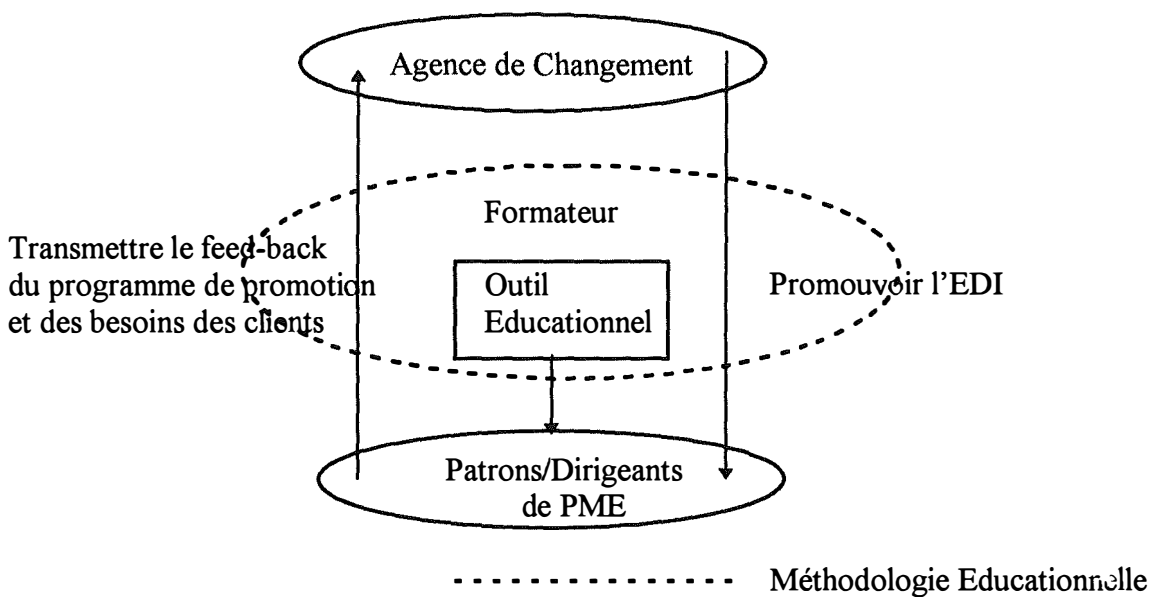 Agence de Changement
Formateur
Transmettre le feed-back
du programme de promotion
et des besoins des clients
Outil
Educationnel
Promouvoir l'EDI
Patrons/Dirigeants
de PME
Méthodologie Educationnelle